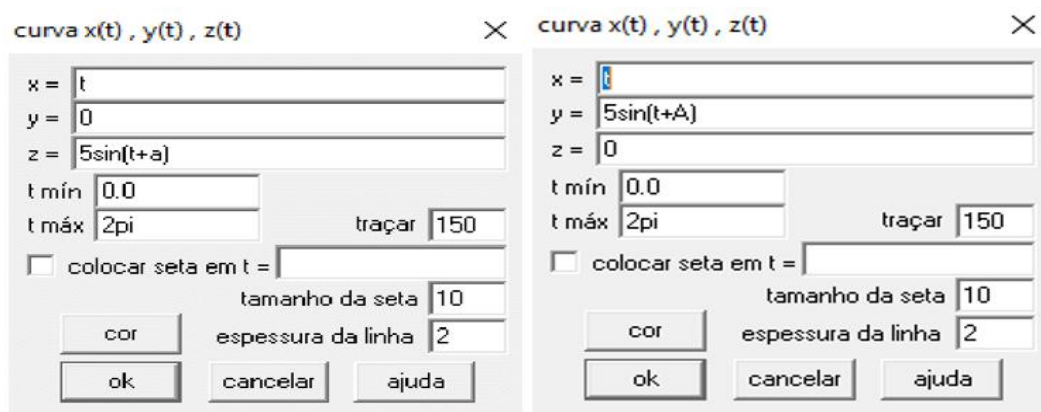 curva x(t) , y(t) , z(t)
x = t
y = 0
z = 5sin(t+a)
t mín 0.0
t máx 2pi traçar 150
colocar seta em t =
tamanho da seta 10
cor espessura da linha 2
ok cancelar ajuda
curva x(t) , y(t) , z(t)
x = t
y = 5sin(t+A)
z = 0
t mín 0.0
t máx 2pi traçar 150
colocar seta em t =
tamanho da seta 10
cor espessura da linha 2
ok cancelar ajuda